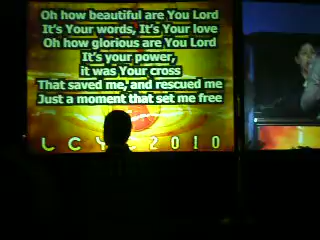 Oh how beautiful are You Lord
It's Your words, It's Your love
Oh how glorious are You Lord
It's your power,
it was Your cross
That saved me, and rescued me
Just a moment that set me free
2010